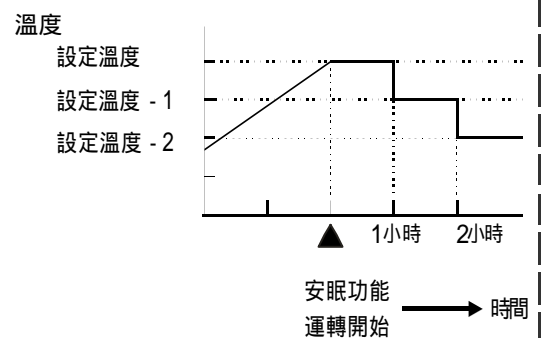 溫度
設定溫度
設定溫度 - 1
設定溫度 - 2
1小時 2小時
安眠功能
運轉開始
時間